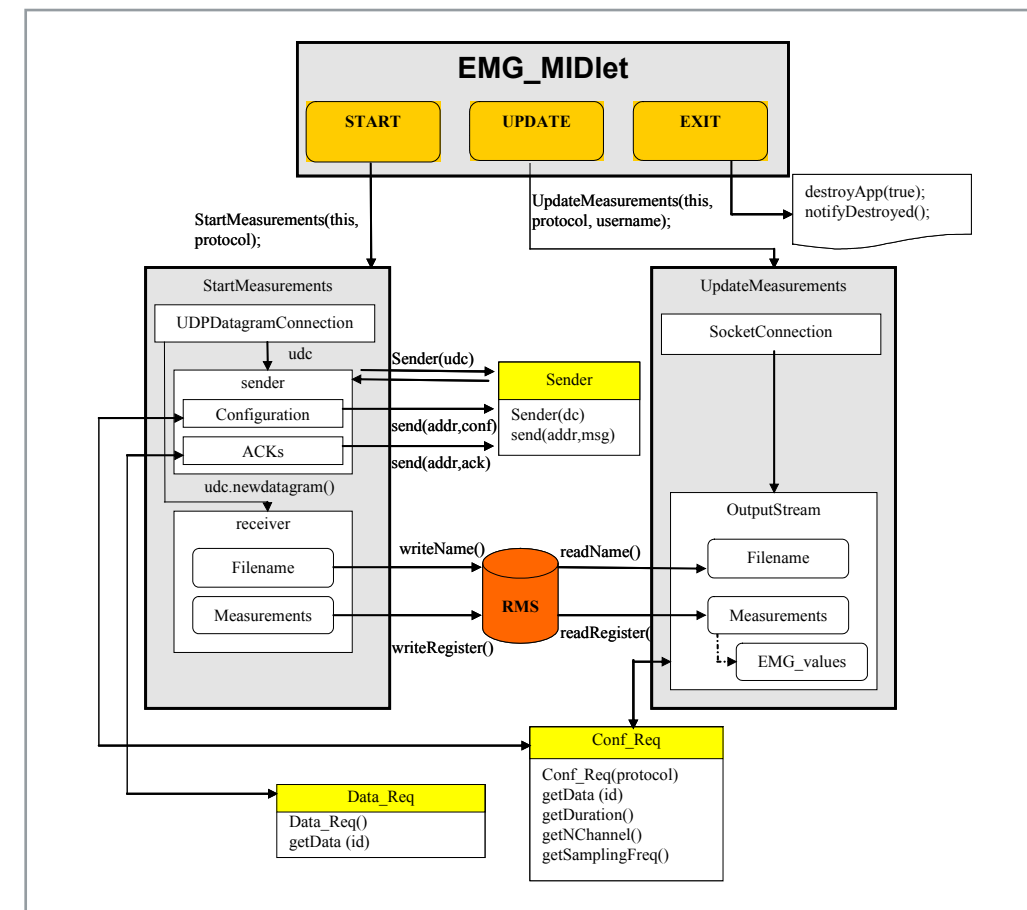 EMG_MIDlet
START
UPDATE
EXIT
StartMeasurements(this,
protocol);
UpdateMeasurements(this,
protocol, username);
destroyApp(true);
notifyDestroyed();
StartMeasurements
UDPDatagramConnection
udc
sender
Configuration
ACKs
udc.newdatagram()
receiver
Filename
Measurements
Sender(udc)
send(addr,conf)
send(addr,ack)
Sender
Sender(dc)
send(addr,msg)
writeName()
writeRegister()
RMS
readName()
readRegister(
UpdateMeasurements
SocketConnection
OutputStream
Filename
Measurements
EMG_values
Conf_Req
Conf_Req(protocol)
getData (id)
getDuration()
getNChannel()
getSamplingFreq()
Data_Req
Data_Req()
getData (id)